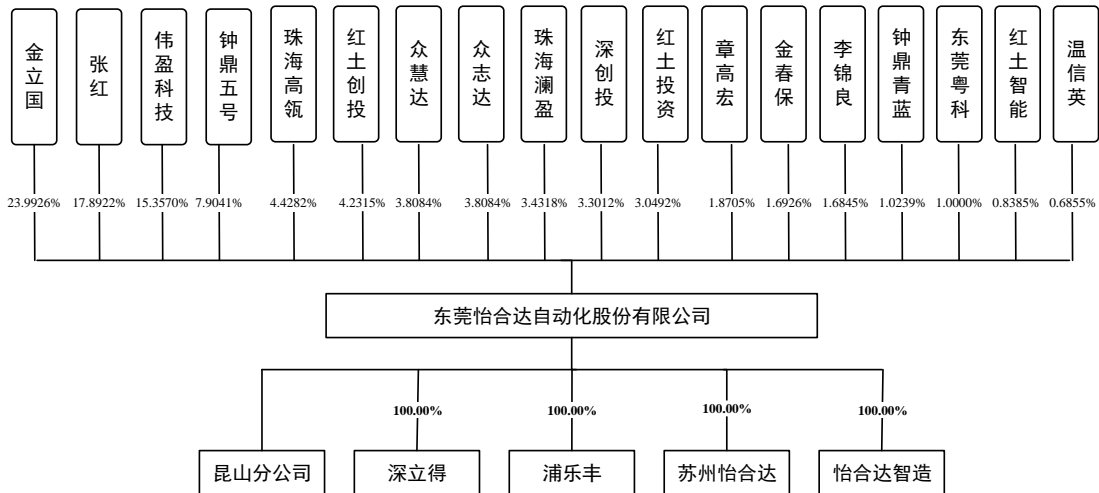 金立国
张红
伟盈科技
钟鼎五号
珠海高瓴
红土创投
众慧达
众志达
珠海澜盈
深创投
红土投资
章高宏
金春保
李锦良
钟鼎青蓝
东莞粤科
红土智能
温信英
23.9926%
17.8922%
15.3570%
7.9041%
4.4282%
4.2315%
3.8084%
3.8084%
3.4318%
3.3012%
3.0492%
1.8705%
1.6926%
1.6845%
1.0239%
1.0000%
0.8385%
0.6855%
东莞怡合达自动化股份有限公司
100.00%
100.00%
100.00%
100.00%
昆山分公司
深立得
浦乐丰
苏州怡合达
怡合达智造